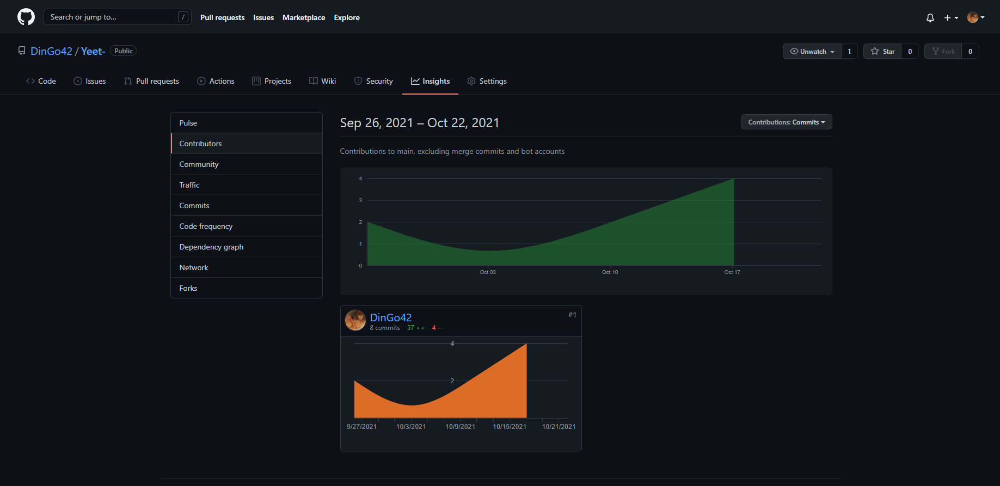 Search or jump to... / Pull requests Issues Marketplace Explore
DinGo42 / Yeet- Public Unwatch 1 Star 0 Fork 0
Code Issues Pull requests Actions Projects Wiki Security Insights Settings
Pulse
Contributors
Community
Traffic
Commits
Code frequency
Dependency graph
Network
Forks
Sep 26, 2021 – Oct 22, 2021 Contributions: Commits
Contributions to main, excluding merge commits and bot accounts
4
3
2
1
0
Oct 03 Oct 10 Oct 17
DinGo42 #1
8 commits 57 ++ 4 --
4
2
9/27/2021 10/3/2021 10/9/2021 10/15/2021 10/21/2021